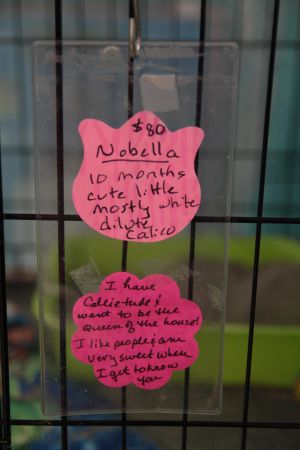 $80
Nobella
10 months
cute little
mostly white
dilute
Calico
I have
Callietude &
want to be the
Queen of the house!
I like people & am
very sweet when
I get to know
you